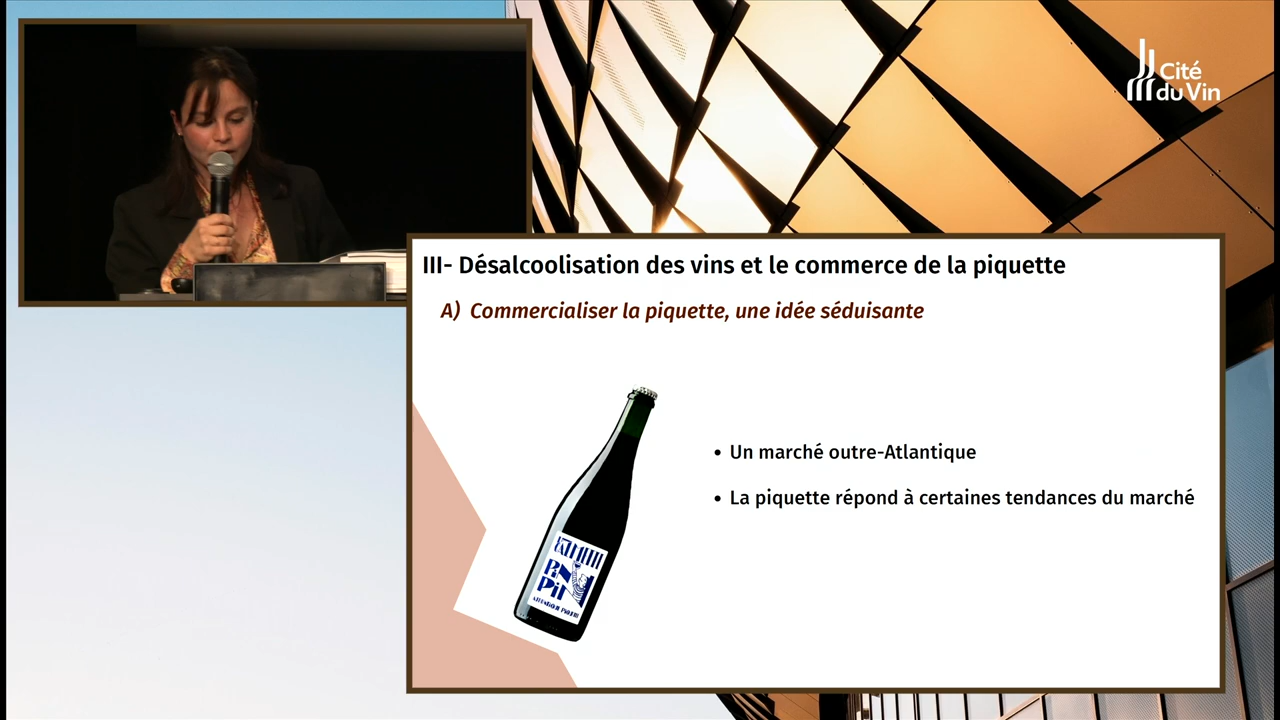 Cité
du Vin
III- Désalcoolisation des vins et le commerce de la piquette
A) Commercialiser la piquette, une idée séduisante
• Un marché outre-Atlantique
• La piquette répond à certaines tendances du marché